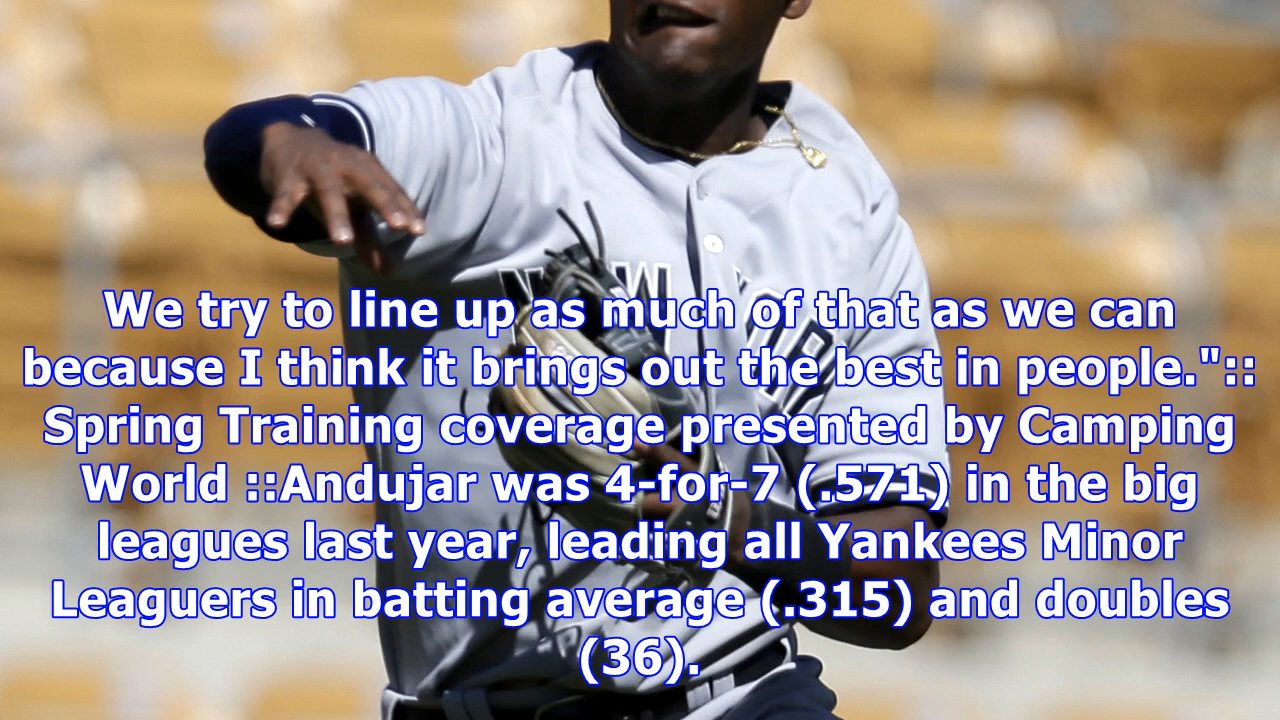 We try to line up as much of that as we can
because I think it brings out the best in people."::
Spring Training coverage presented by Camping
World ::Andujar was 4-for-7 (.571) in the big
leagues last year, leading all Yankees Minor
Leaguers in batting average (.315) and doubles
(36).